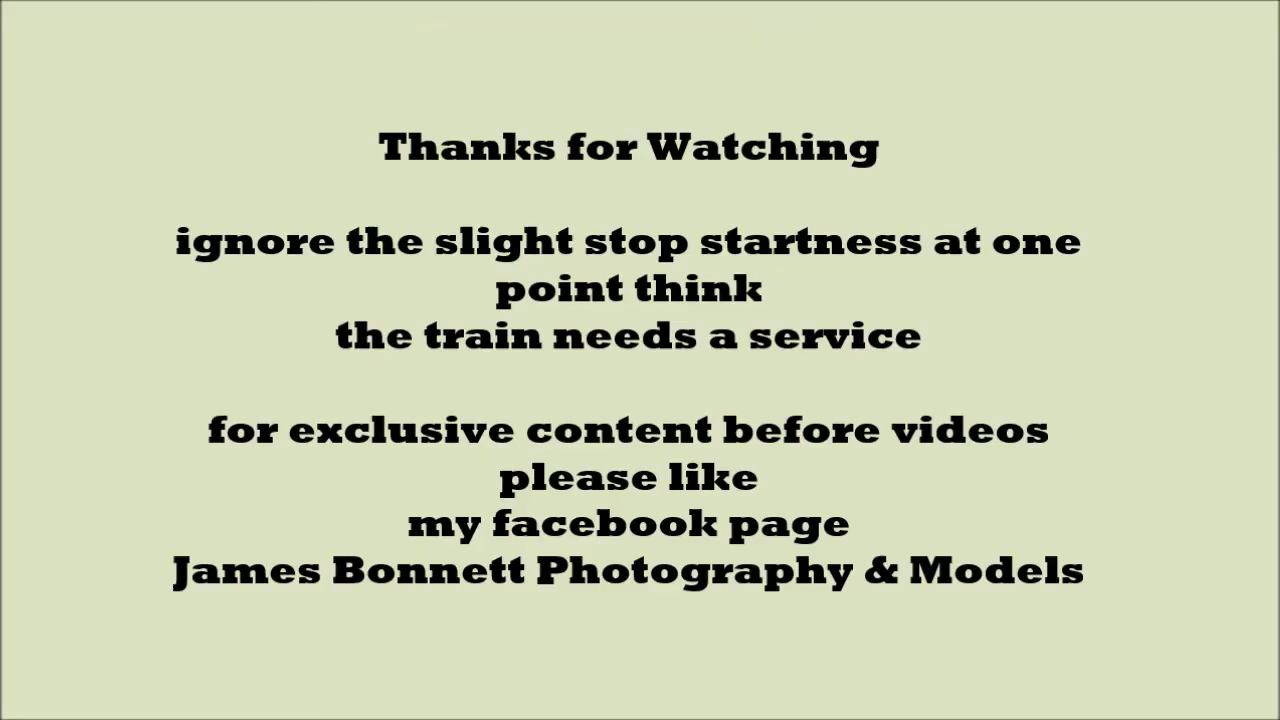 Thanks for Watching
ignore the slight stop startness at one
point think
the train needs a service
for exclusive content before videos
please like
my facebook page
James Bonnett Photography & Models